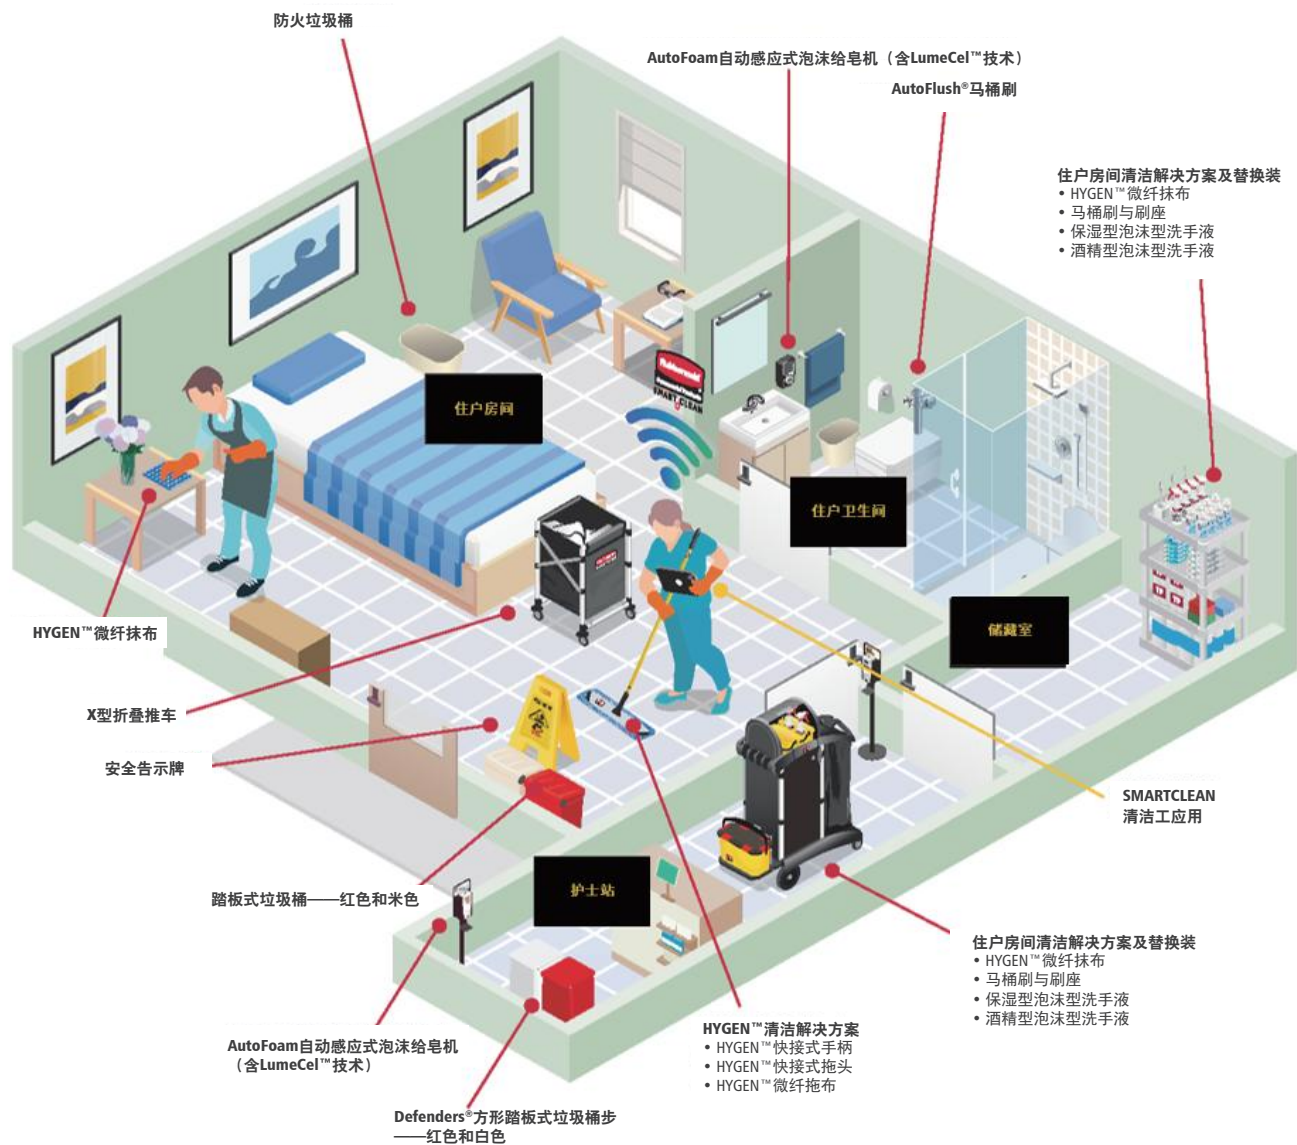 防火垃圾桶
AutoFoam自动感应式泡沫给皂机（含LumeCel™技术）
AutoFlush®马桶刷
住户房间清洁解决方案及替换装
• HYGEN™微纤抹布
• 马桶刷与刷座
• 保湿型泡沫型洗手液
• 酒精型泡沫型洗手液
Rubbermaid
SMART CLEAN
住户房间
住户卫生间
储藏室
HYGEN™微纤抹布
X型折叠推车
安全告示牌
SMARTCLEAN
清洁工应用
踏板式垃圾桶——红色和米色
护士站
住户房间清洁解决方案及替换装
• HYGEN™微纤抹布
• 马桶刷与刷座
• 保湿型泡沫型洗手液
• 酒精型泡沫型洗手液
AutoFoam自动感应式泡沫给皂机
（含LumeCel™技术）
HYGEN™清洁解决方案
• HYGEN™快接式手柄
• HYGEN™快接式拖头
• HYGEN™微纤拖布
Defenders®方形踏板式垃圾桶步
——红色和白色